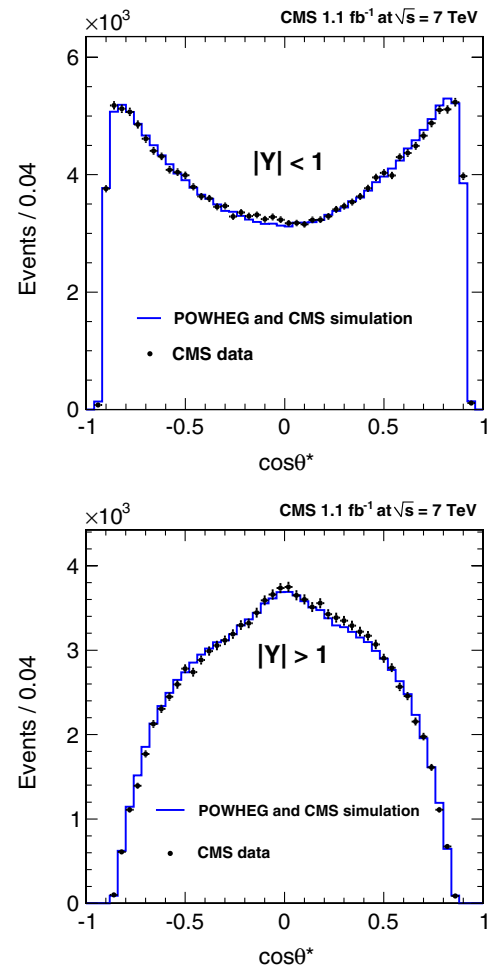 ×10³
CMS 1.1 fb⁻¹ at √s = 7 TeV
6
4
2
0
Events / 0.04
|Y| < 1
POWHEG and CMS simulation
CMS data
-1 -0.5 0 0.5 1
cosθ*
×10³
CMS 1.1 fb⁻¹ at √s = 7 TeV
4
3
2
1
0
Events / 0.04
|Y| > 1
POWHEG and CMS simulation
CMS data
-1 -0.5 0 0.5 1
cosθ*